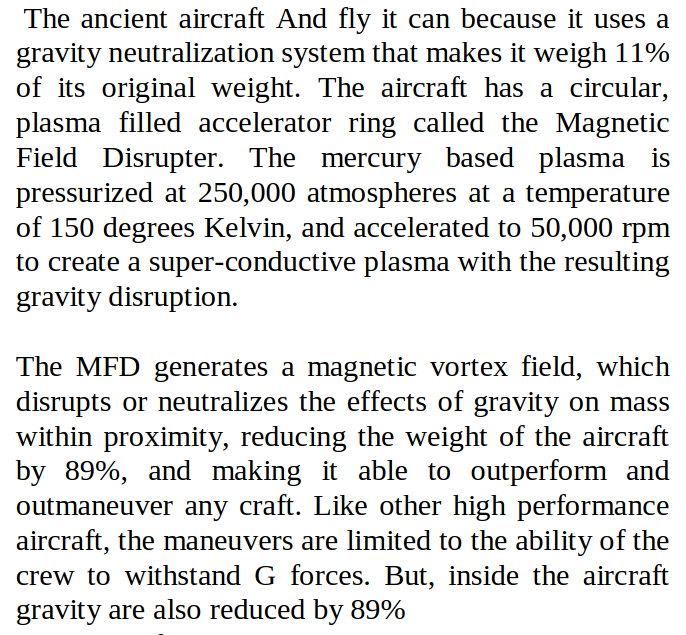 The ancient aircraft And fly it can because it uses a
gravity neutralization system that makes it weigh 11%
of its original weight. The aircraft has a circular,
plasma filled accelerator ring called the Magnetic
Field Disrupter. The mercury based plasma is
pressurized at 250,000 atmospheres at a temperature
of 150 degrees Kelvin, and accelerated to 50,000 rpm
to create a super-conductive plasma with the resulting
gravity disruption.
The MFD generates a magnetic vortex field, which
disrupts or neutralizes the effects of gravity on mass
within proximity, reducing the weight of the aircraft
by 89%, and making it able to outperform and
outmaneuver any craft. Like other high performance
aircraft, the maneuvers are limited to the ability of the
crew to withstand G forces. But, inside the aircraft
gravity are also reduced by 89%